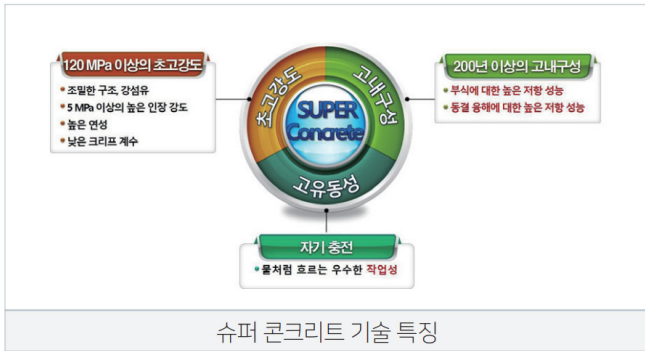 120 MPa 이상의 초고강도
• 조밀한 구조, 강섬유
• 5 MPa 이상의 높은 인장 강도
• 높은 연성
• 낮은 크리프 계수
초고강도
고내구성
SUPER
Concrete
고유동성
200년 이상의 고내구성
• 부식에 대한 높은 저항 성능
• 동결 융해에 대한 높은 저항 성능
자기 충전
• 물처럼 흐르는 우수한 작업성
슈퍼 콘크리트 기술 특징